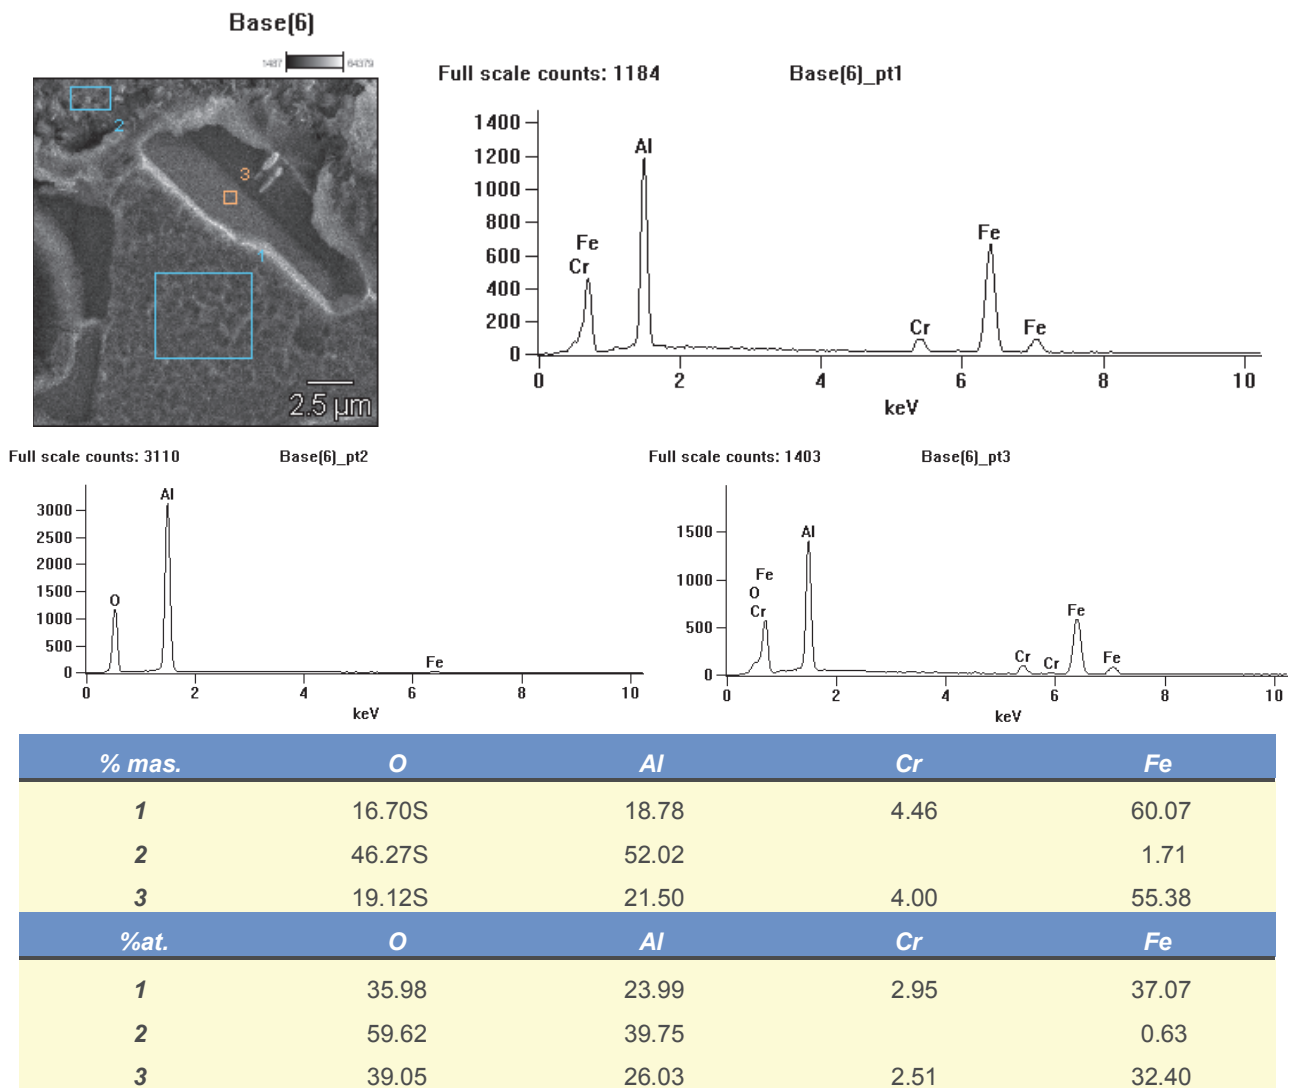 Base(6)
1487 64379
2
3
1
2.5 µm
Full scale counts: 1184 Base(6)_pt1
1400
1200
1000
800
600
400
200
0
Al
Fe
Cr
Fe
Cr
Fe
0 2 4 6 8 10
keV
Full scale counts: 3110 Base(6)_pt2
3000
2500
2000
1500
1000
500
0
Al
O
Fe
0 2 4 6 8 10
keV
Full scale counts: 1403 Base(6)_pt3
1500
1000
500
0
Al
Fe
O
Cr
Fe
Cr Cr Fe
0 2 4 6 8 10
keV
% mas. O Al Cr Fe
1 16.70S 18.78 4.46 60.07
2 46.27S 52.02 1.71
3 19.12S 21.50 4.00 55.38
%at. O Al Cr Fe
1 35.98 23.99 2.95 37.07
2 59.62 39.75 0.63
3 39.05 26.03 2.51 32.40